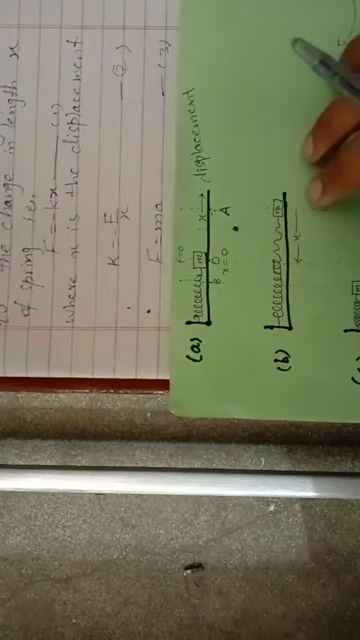 the change in length x
of spring i.e.
F = -kx —(1)
where x is the displacement
K = -F/x —(2)
F = ma —(3)
(a)
F=0
m
x
displacement
B
O
x=0
A
(b)
m
x
m